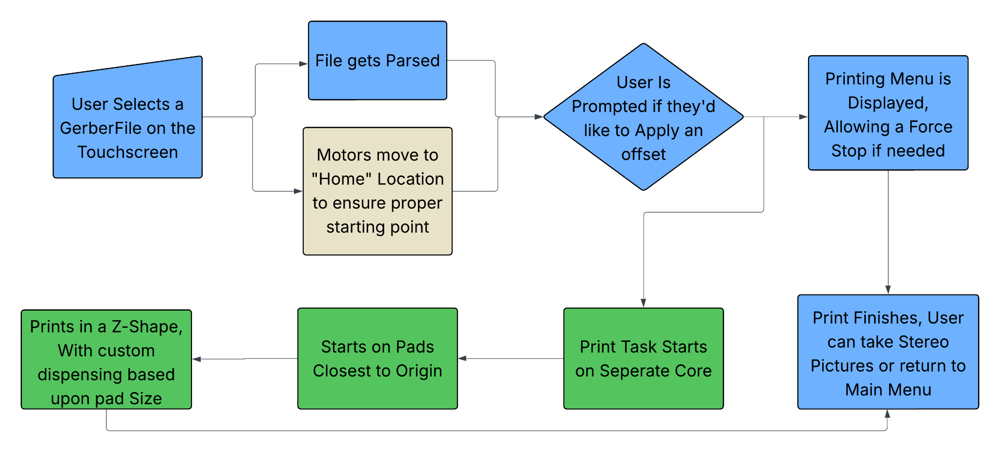 User Selects a
GerberFile on the
Touchscreen
File gets Parsed
Motors move to
"Home" Location
to ensure proper
starting point
User Is
Prompted if they'd
like to Apply an
offset
Printing Menu is
Displayed,
Allowing a Force
Stop if needed
Print Task Starts
on Seperate Core
Starts on Pads
Closest to Origin
Prints in a Z-Shape,
With custom
dispensing based
upon pad Size
Print Finishes, User
can take Stereo
Pictures or return to
Main Menu